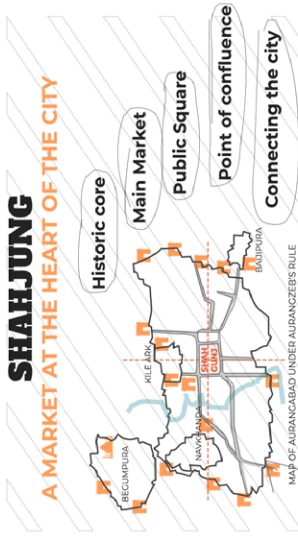 SHAHJUNG
A MARKET AT THE HEART OF THE CITY
Historic core
Main Market
Public Square
Point of confluence
Connecting the city
BEGUMPURA
KILE ARK
NAVKHANDA
SHAH
GUNJ
BAIJIPURA
MAP OF AURANGABAD UNDER AURANGZEB'S RULE